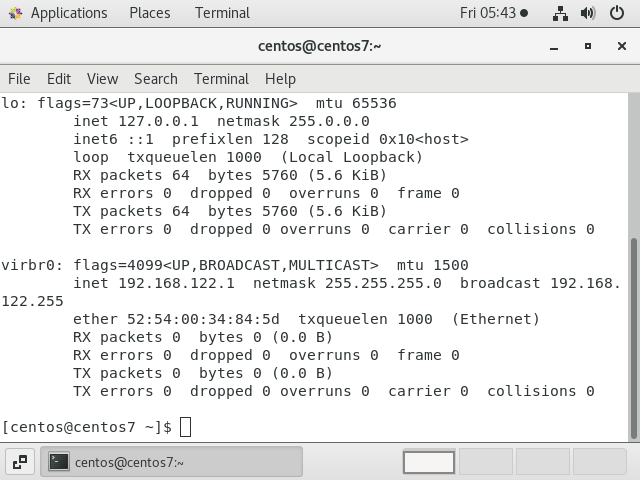 Applications Places Terminal Fri 05:43
centos@centos7:~
File Edit View Search Terminal Help
lo: flags=73<UP,LOOPBACK,RUNNING>  mtu 65536
        inet 127.0.0.1  netmask 255.0.0.0
        inet6 ::1  prefixlen 128  scopeid 0x10<host>
        loop  txqueuelen 1000  (Local Loopback)
        RX packets 64  bytes 5760 (5.6 KiB)
        RX errors 0  dropped 0  overruns 0  frame 0
        TX packets 64  bytes 5760 (5.6 KiB)
        TX errors 0  dropped 0 overruns 0  carrier 0  collisions 0

virbr0: flags=4099<UP,BROADCAST,MULTICAST>  mtu 1500
        inet 192.168.122.1  netmask 255.255.255.0  broadcast 192.168.
122.255
        ether 52:54:00:34:84:5d  txqueuelen 1000  (Ethernet)
        RX packets 0  bytes 0 (0.0 B)
        RX errors 0  dropped 0  overruns 0  frame 0
        TX packets 0  bytes 0 (0.0 B)
        TX errors 0  dropped 0 overruns 0  carrier 0  collisions 0

[centos@centos7 ~]$
centos@centos7:~